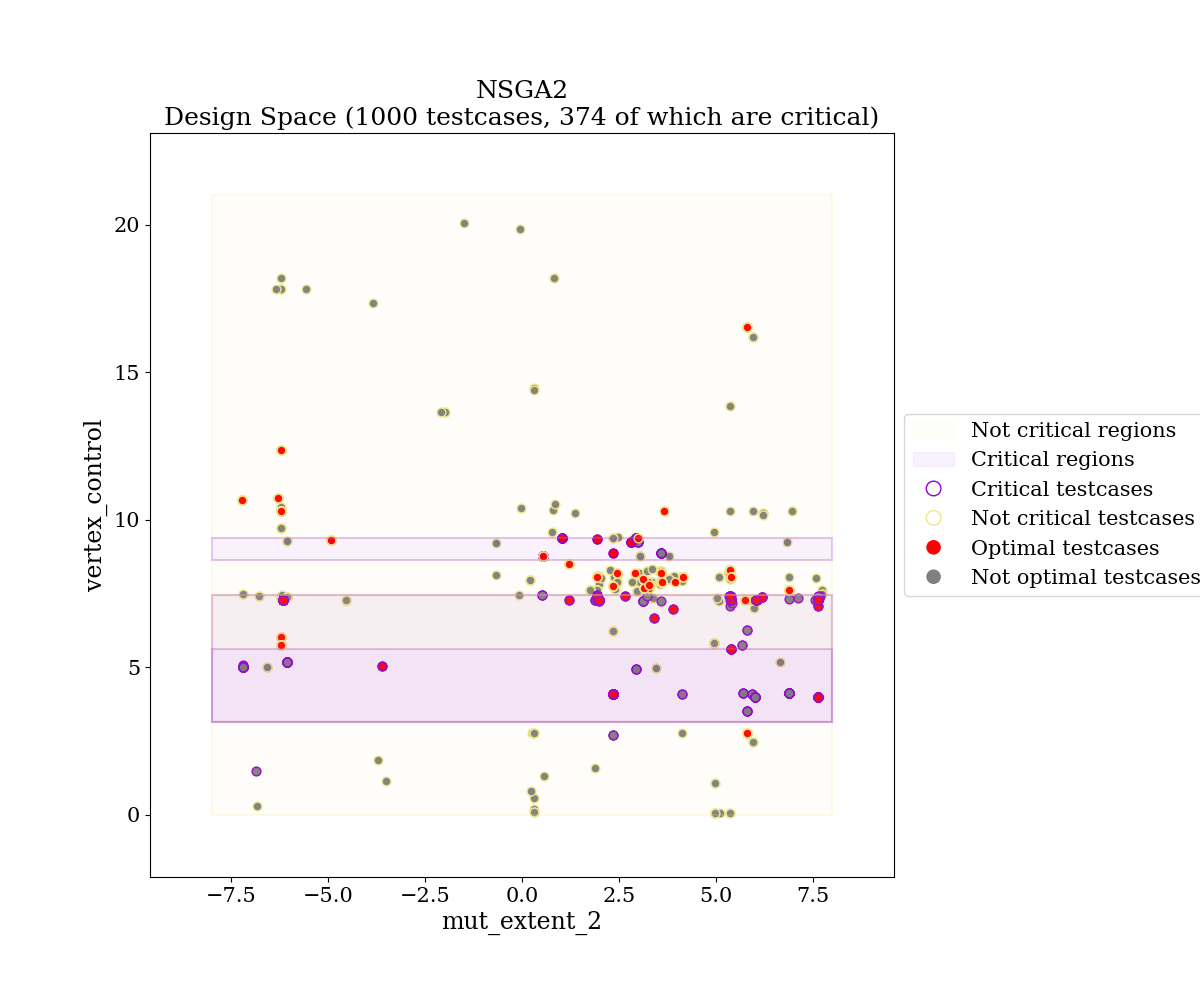 NSGA2
Design Space (1000 testcases, 374 of which are critical)
vertex_control
20
15
10
5
0
−7.5
−5.0
−2.5
0.0
2.5
5.0
7.5
mut_extent_2
Not critical regions
Critical regions
Critical testcases
Not critical testcases
Optimal testcases
Not optimal testcases